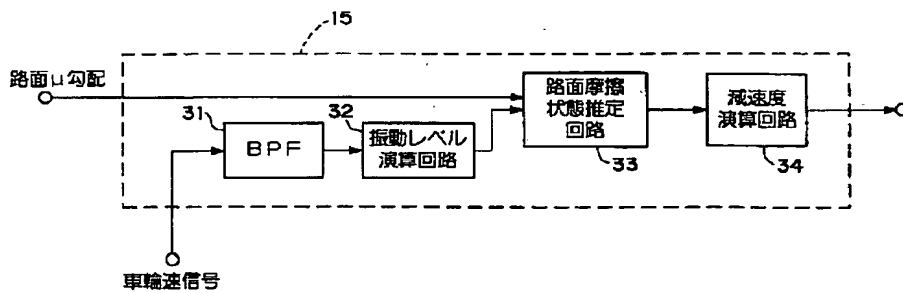 15
路面μ勾配
31
BPF
32
振動レベル
演算回路
路面摩擦
状態推定
回路
33
減速度
演算回路
34
車輪速信号